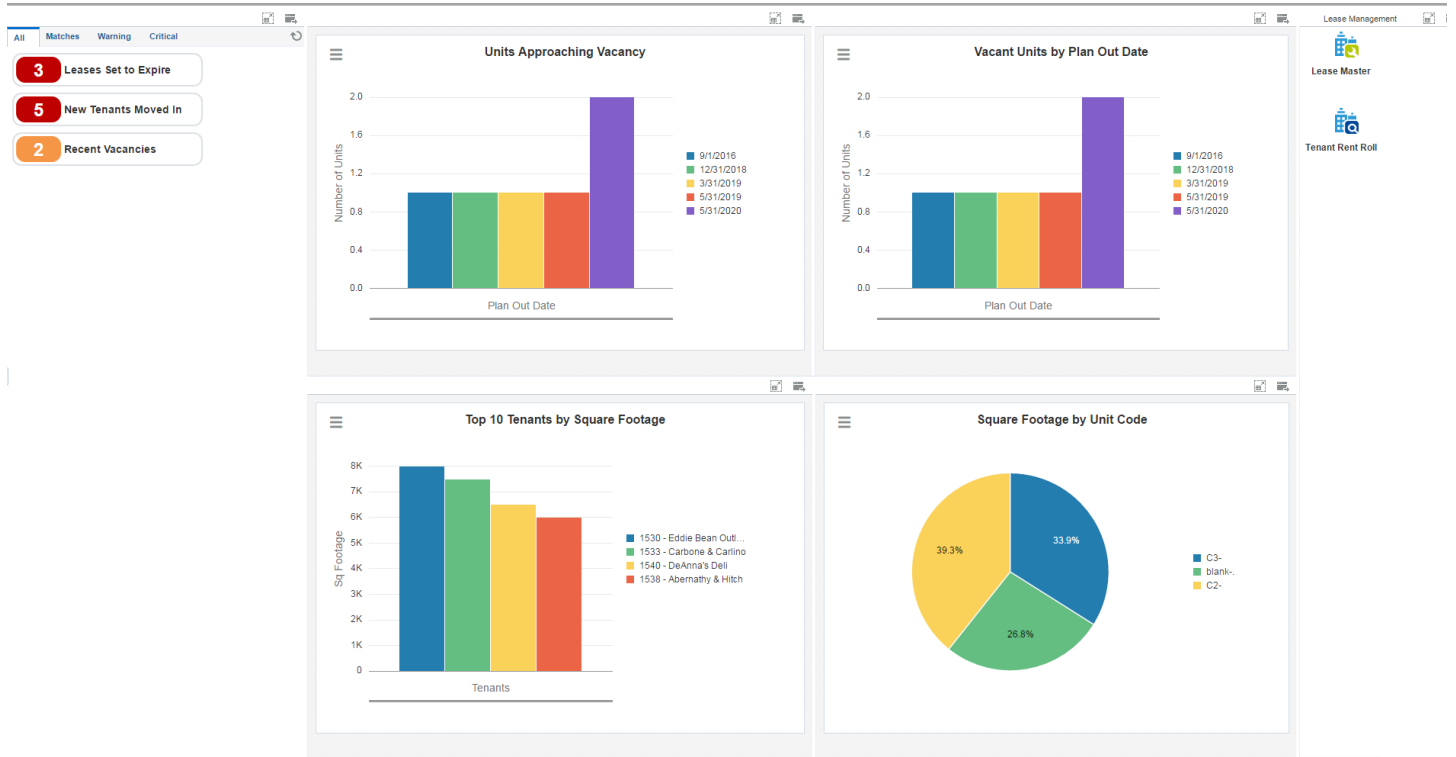 All Matches Warning Critical
3 Leases Set to Expire
5 New Tenants Moved In
2 Recent Vacancies
Units Approaching Vacancy
Number of Units
2.0
1.6
1.2
0.8
0.4
0.0
Plan Out Date
9/1/2016
12/31/2018
3/31/2019
5/31/2019
5/31/2020
Vacant Units by Plan Out Date
Number of Units
2.0
1.6
1.2
0.8
0.4
0.0
Plan Out Date
9/1/2016
12/31/2018
3/31/2019
5/31/2019
5/31/2020
Lease Management
Lease Master
Tenant Rent Roll
Top 10 Tenants by Square Footage
Sq Footage
8K
7K
6K
5K
4K
3K
2K
1K
0
Tenants
1530 - Eddie Bean Outl...
1533 - Carbone & Carlino
1540 - DeAnna's Deli
1538 - Abernathy & Hitch
Square Footage by Unit Code
39.3%
33.9%
26.8%
C3-
blank-.
C2-